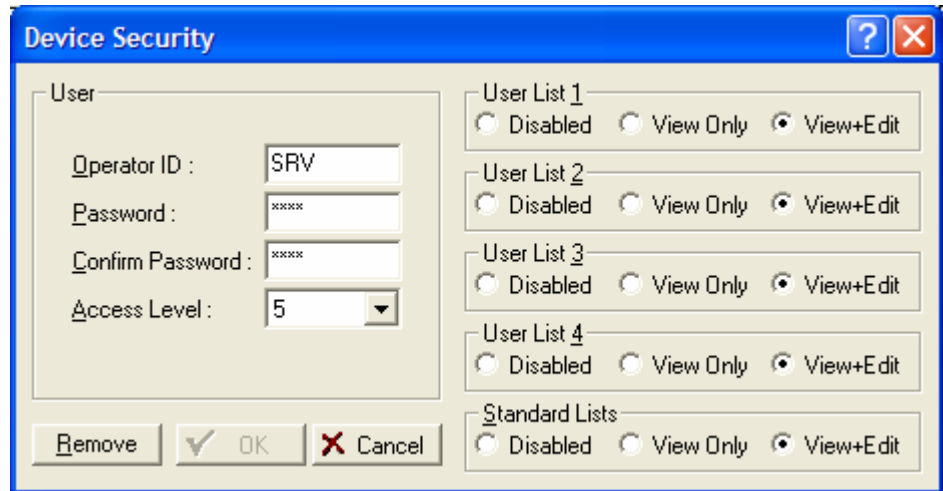 Device Security
User
Operator ID : SRV
Password : ****
Confirm Password : ****
Access Level : 5
Remove OK Cancel
User List 1
Disabled View Only View+Edit
User List 2
Disabled View Only View+Edit
User List 3
Disabled View Only View+Edit
User List 4
Disabled View Only View+Edit
Standard Lists
Disabled View Only View+Edit